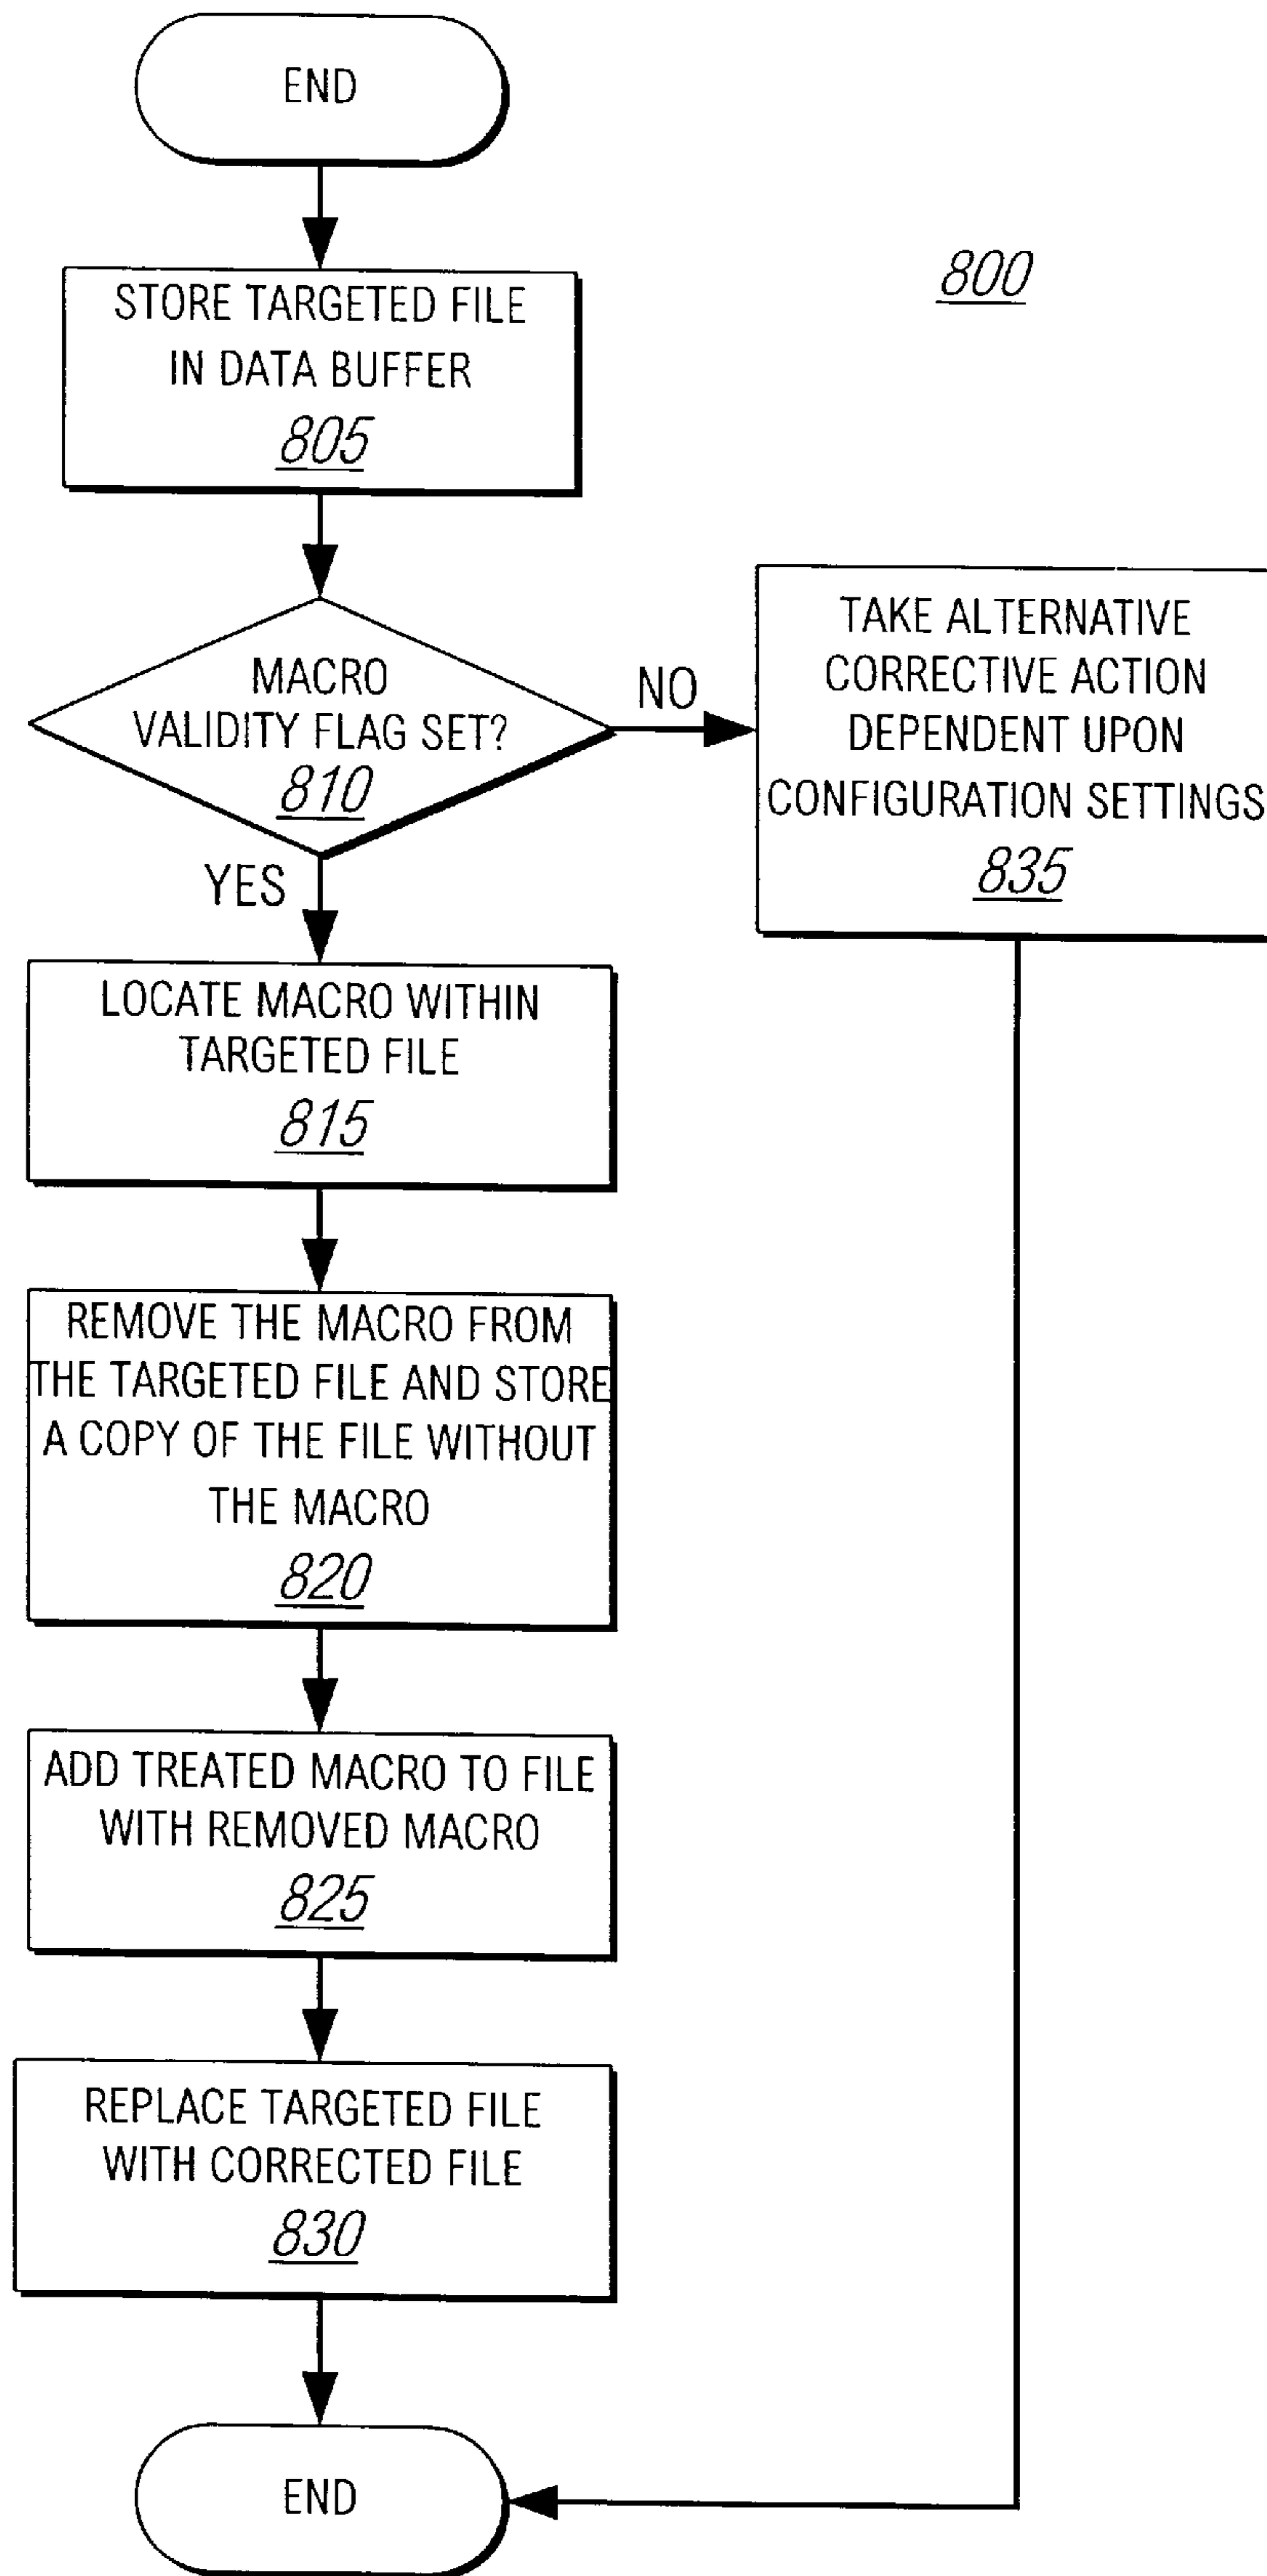 END
800
STORE TARGETED FILE
IN DATA BUFFER
805
MACRO
VALIDITY FLAG SET?
810
NO
YES
TAKE ALTERNATIVE
CORRECTIVE ACTION
DEPENDENT UPON
CONFIGURATION SETTINGS
835
LOCATE MACRO WITHIN
TARGETED FILE
815
REMOVE THE MACRO FROM
THE TARGETED FILE AND STORE
A COPY OF THE FILE WITHOUT
THE MACRO
820
ADD TREATED MACRO TO FILE
WITH REMOVED MACRO
825
REPLACE TARGETED FILE
WITH CORRECTED FILE
830
END